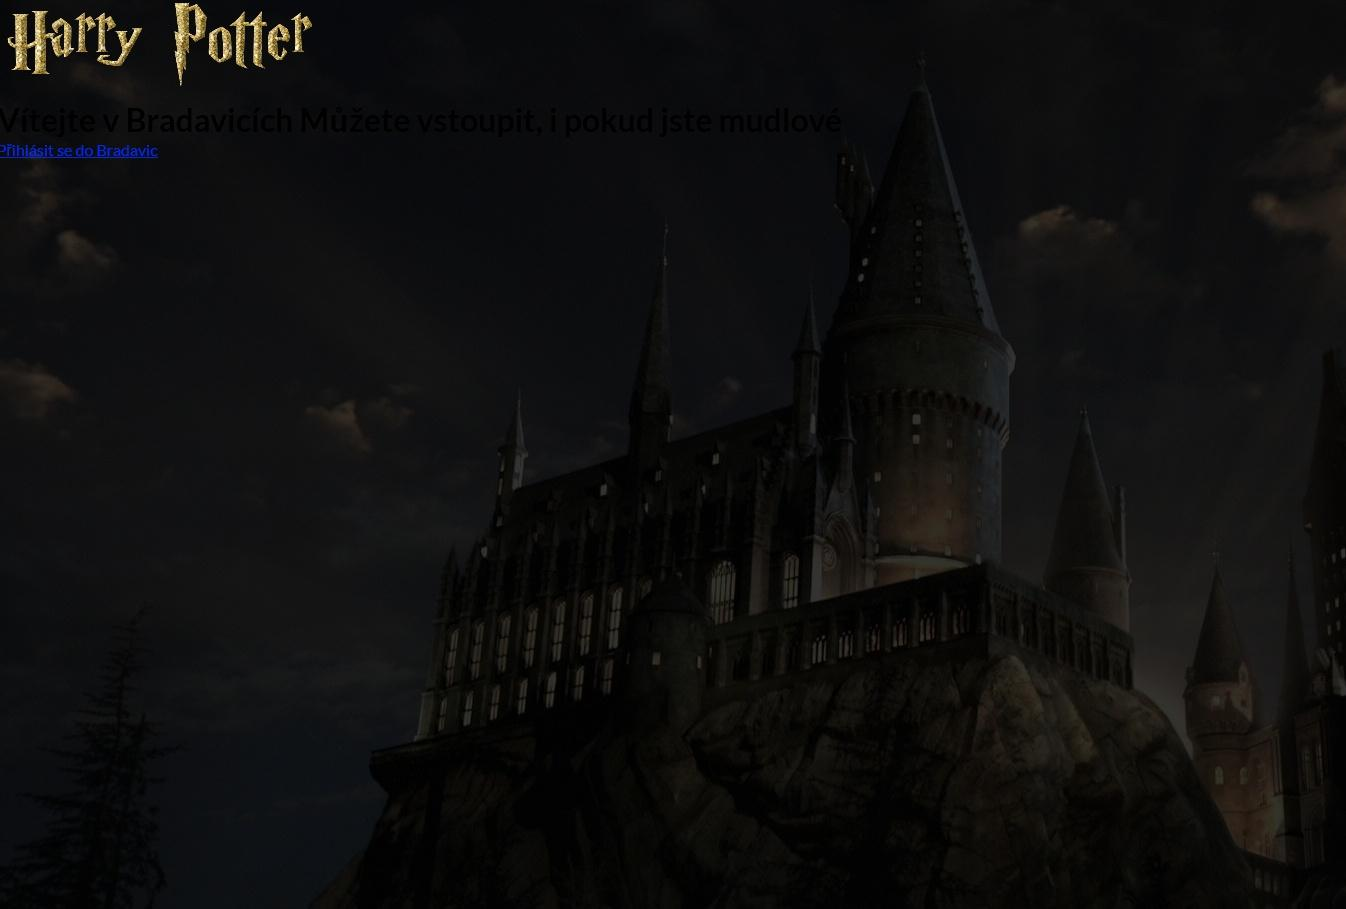 Harry Potter
Vítejte v Bradavicích Můžete vstoupit, i pokud jste mudlové
Přihlásit se do Bradavic